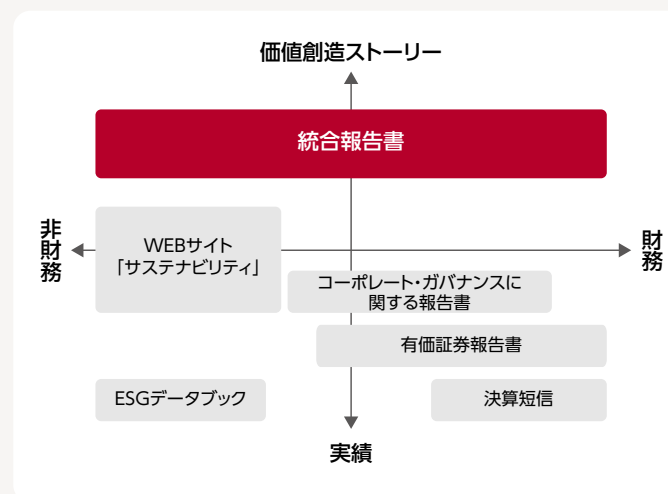 価値創造ストーリー
統合報告書
非財務
財務
WEBサイト
「サステナビリティ」
コーポレート・ガバナンスに
関する報告書
有価証券報告書
ESGデータブック
決算短信
実績